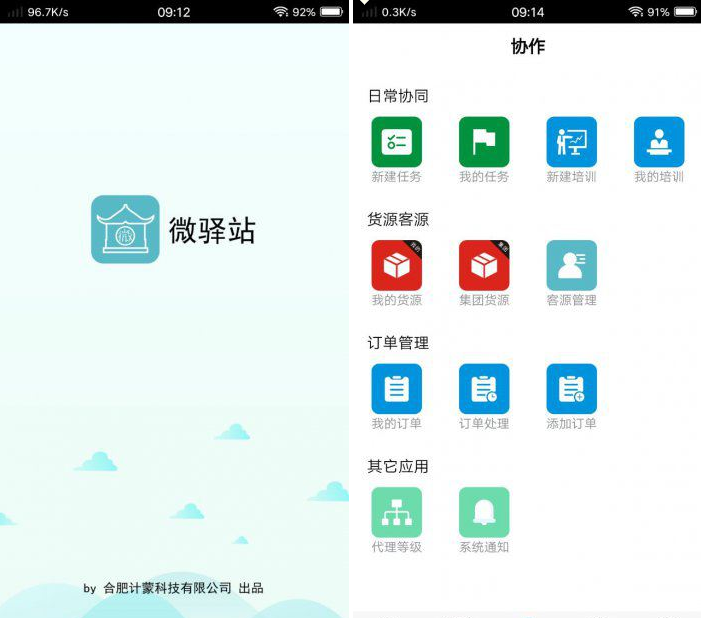 96.7K/s 09:12 92%
微驿站
by 合肥计蒙科技有限公司 出品
0.3K/s 09:14 91%
协作
日常协同
新建任务 我的任务 新建培训 我的培训
货源客源
我的货源 集团货源 客源管理
订单管理
我的订单 订单处理 添加订单
其它应用
代理等级 系统通知